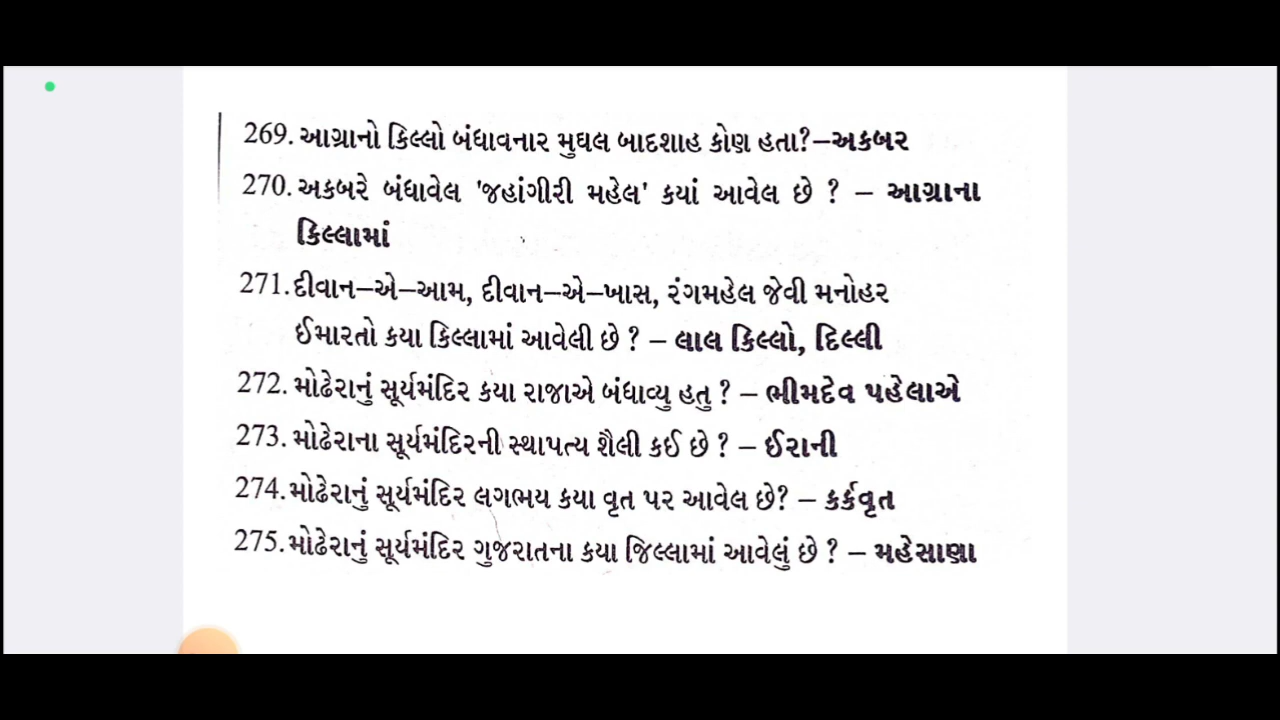 269. આગ્રાનો કિલ્લો બંધાવનાર મુઘલ બાદશાહ કોણ હતા?–અકબર
270. અકબરે બંધાવેલ 'જહાંગીરી મહેલ' કયાં આવેલ છે ? – આગ્રાના
કિલ્લામાં
271. દીવાન–એ–આમ, દીવાન–એ–ખાસ, રંગમહેલ જેવી મનોહર
ઈમારતો કયા કિલ્લામાં આવેલી છે ? – લાલ કિલ્લો, દિલ્લી
272. મોઢેરાનું સૂર્યમંદિર કયા રાજાએ બંધાવ્યુ હતુ ? – ભીમદેવ પહેલાએ
273. મોઢેરાના સૂર્યમંદિરની સ્થાપત્ય શૈલી કઈ છે ? – ઈરાની
274. મોઢેરાનું સૂર્યમંદિર લગભય કયા વૃત પર આવેલ છે? – કર્કવૃત
275. મોઢેરાનું સૂર્યમંદિર ગુજરાતના કયા જિલ્લામાં આવેલું છે ? – મહેસાણા